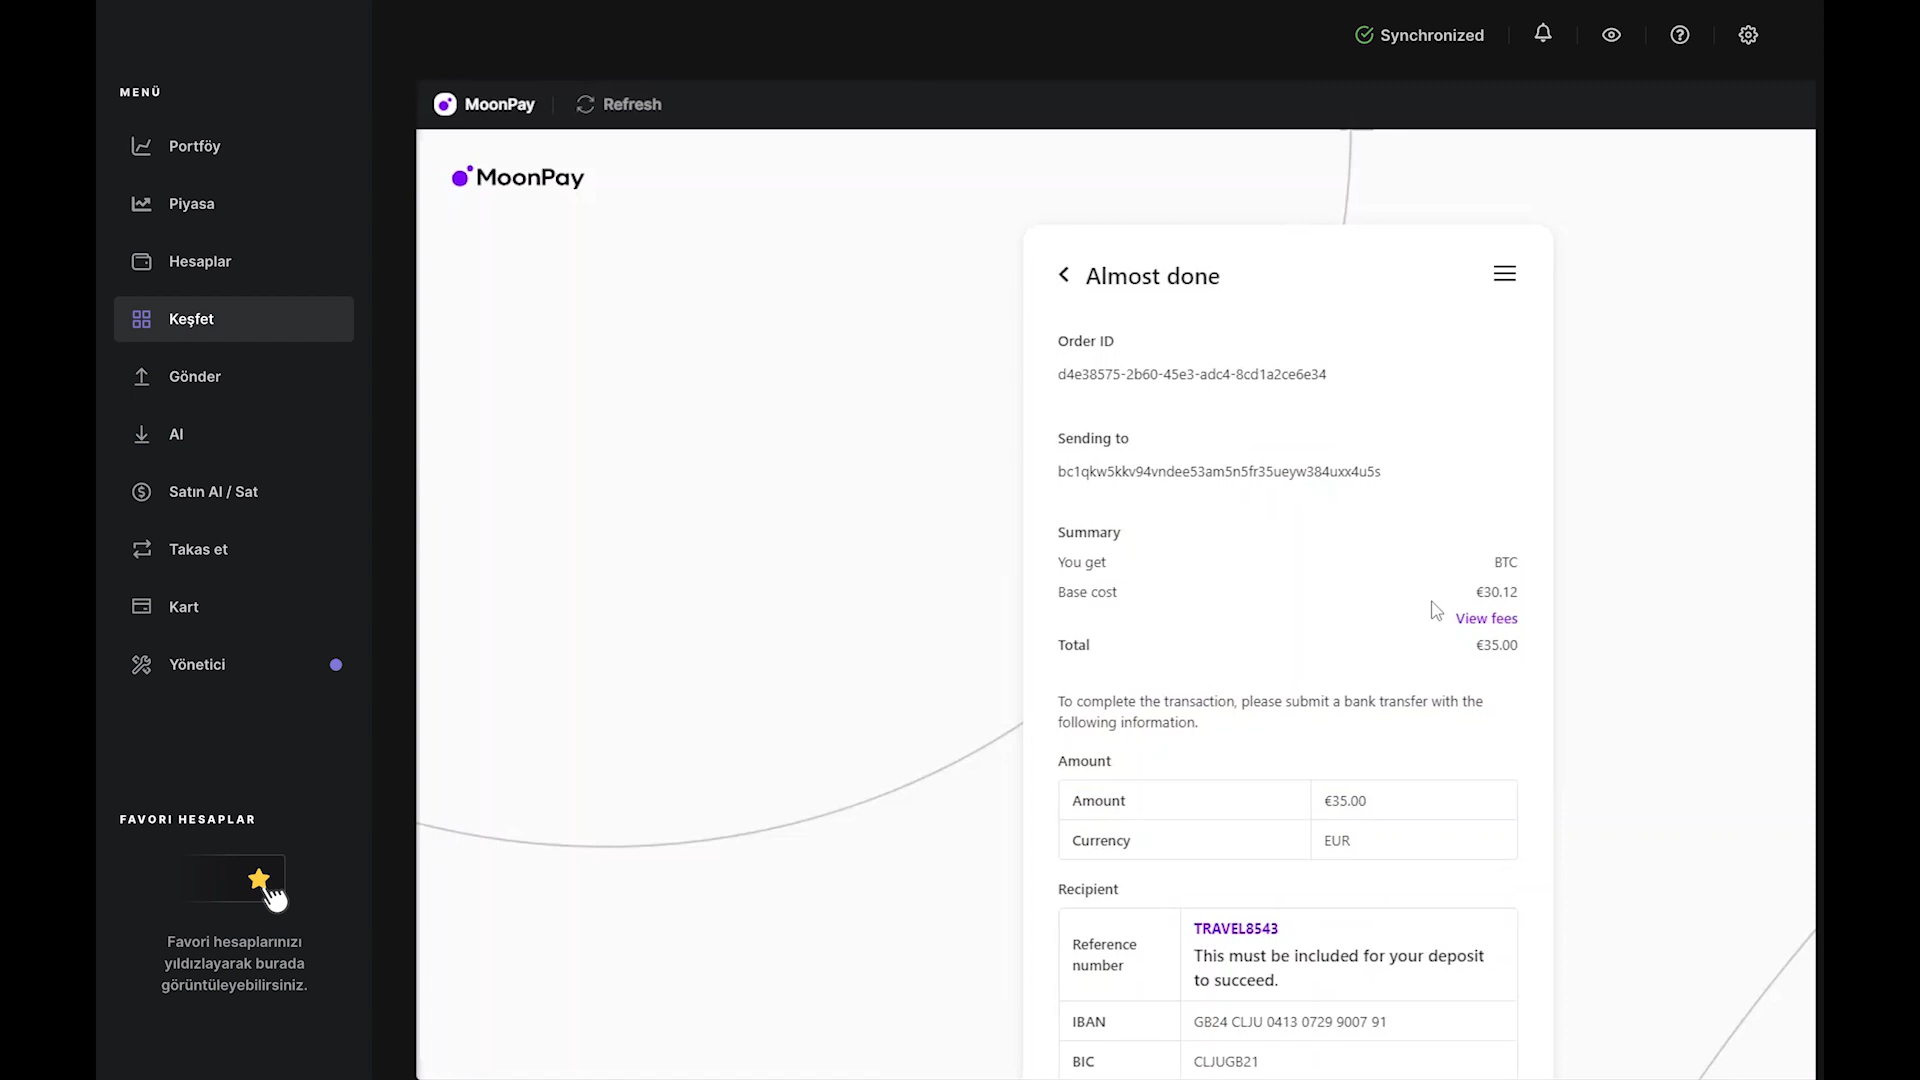 Synchronized
MENÜ
Portföy
Piyasa
Hesaplar
Keşfet
Gönder
Al
Satın Al / Sat
Takas et
Kart
Yönetici
FAVORİ HESAPLAR
Favori hesaplarınızı
yıldızlayarak burada
görüntüleyebilirsiniz.
MoonPay
Refresh
MoonPay
Almost done
Order ID
d4e38575-2b60-45e3-adc4-8cd1a2ce6e34
Sending to
bc1qkw5kkv94vndee53am5n5fr35ueyw384uxx4u5s
Summary
You get BTC
Base cost €30.12
View fees
Total €35.00
To complete the transaction, please submit a bank transfer with the
following information.
Amount
Amount €35.00
Currency EUR
Recipient
Reference
number
TRAVEL8543
This must be included for your deposit
to succeed.
IBAN GB24 CLJU 0413 0729 9007 91
BIC CLJUGB21